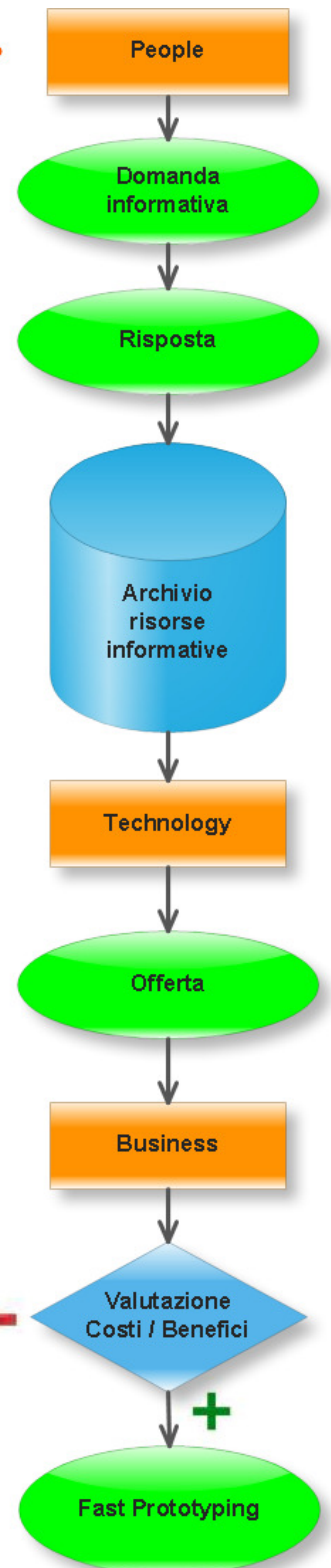 People
Domanda
informativa
Risposta
Archivio
risorse
informative
Technology
Offerta
Business
Valutazione
Costi / Benefici
+
Fast Prototyping